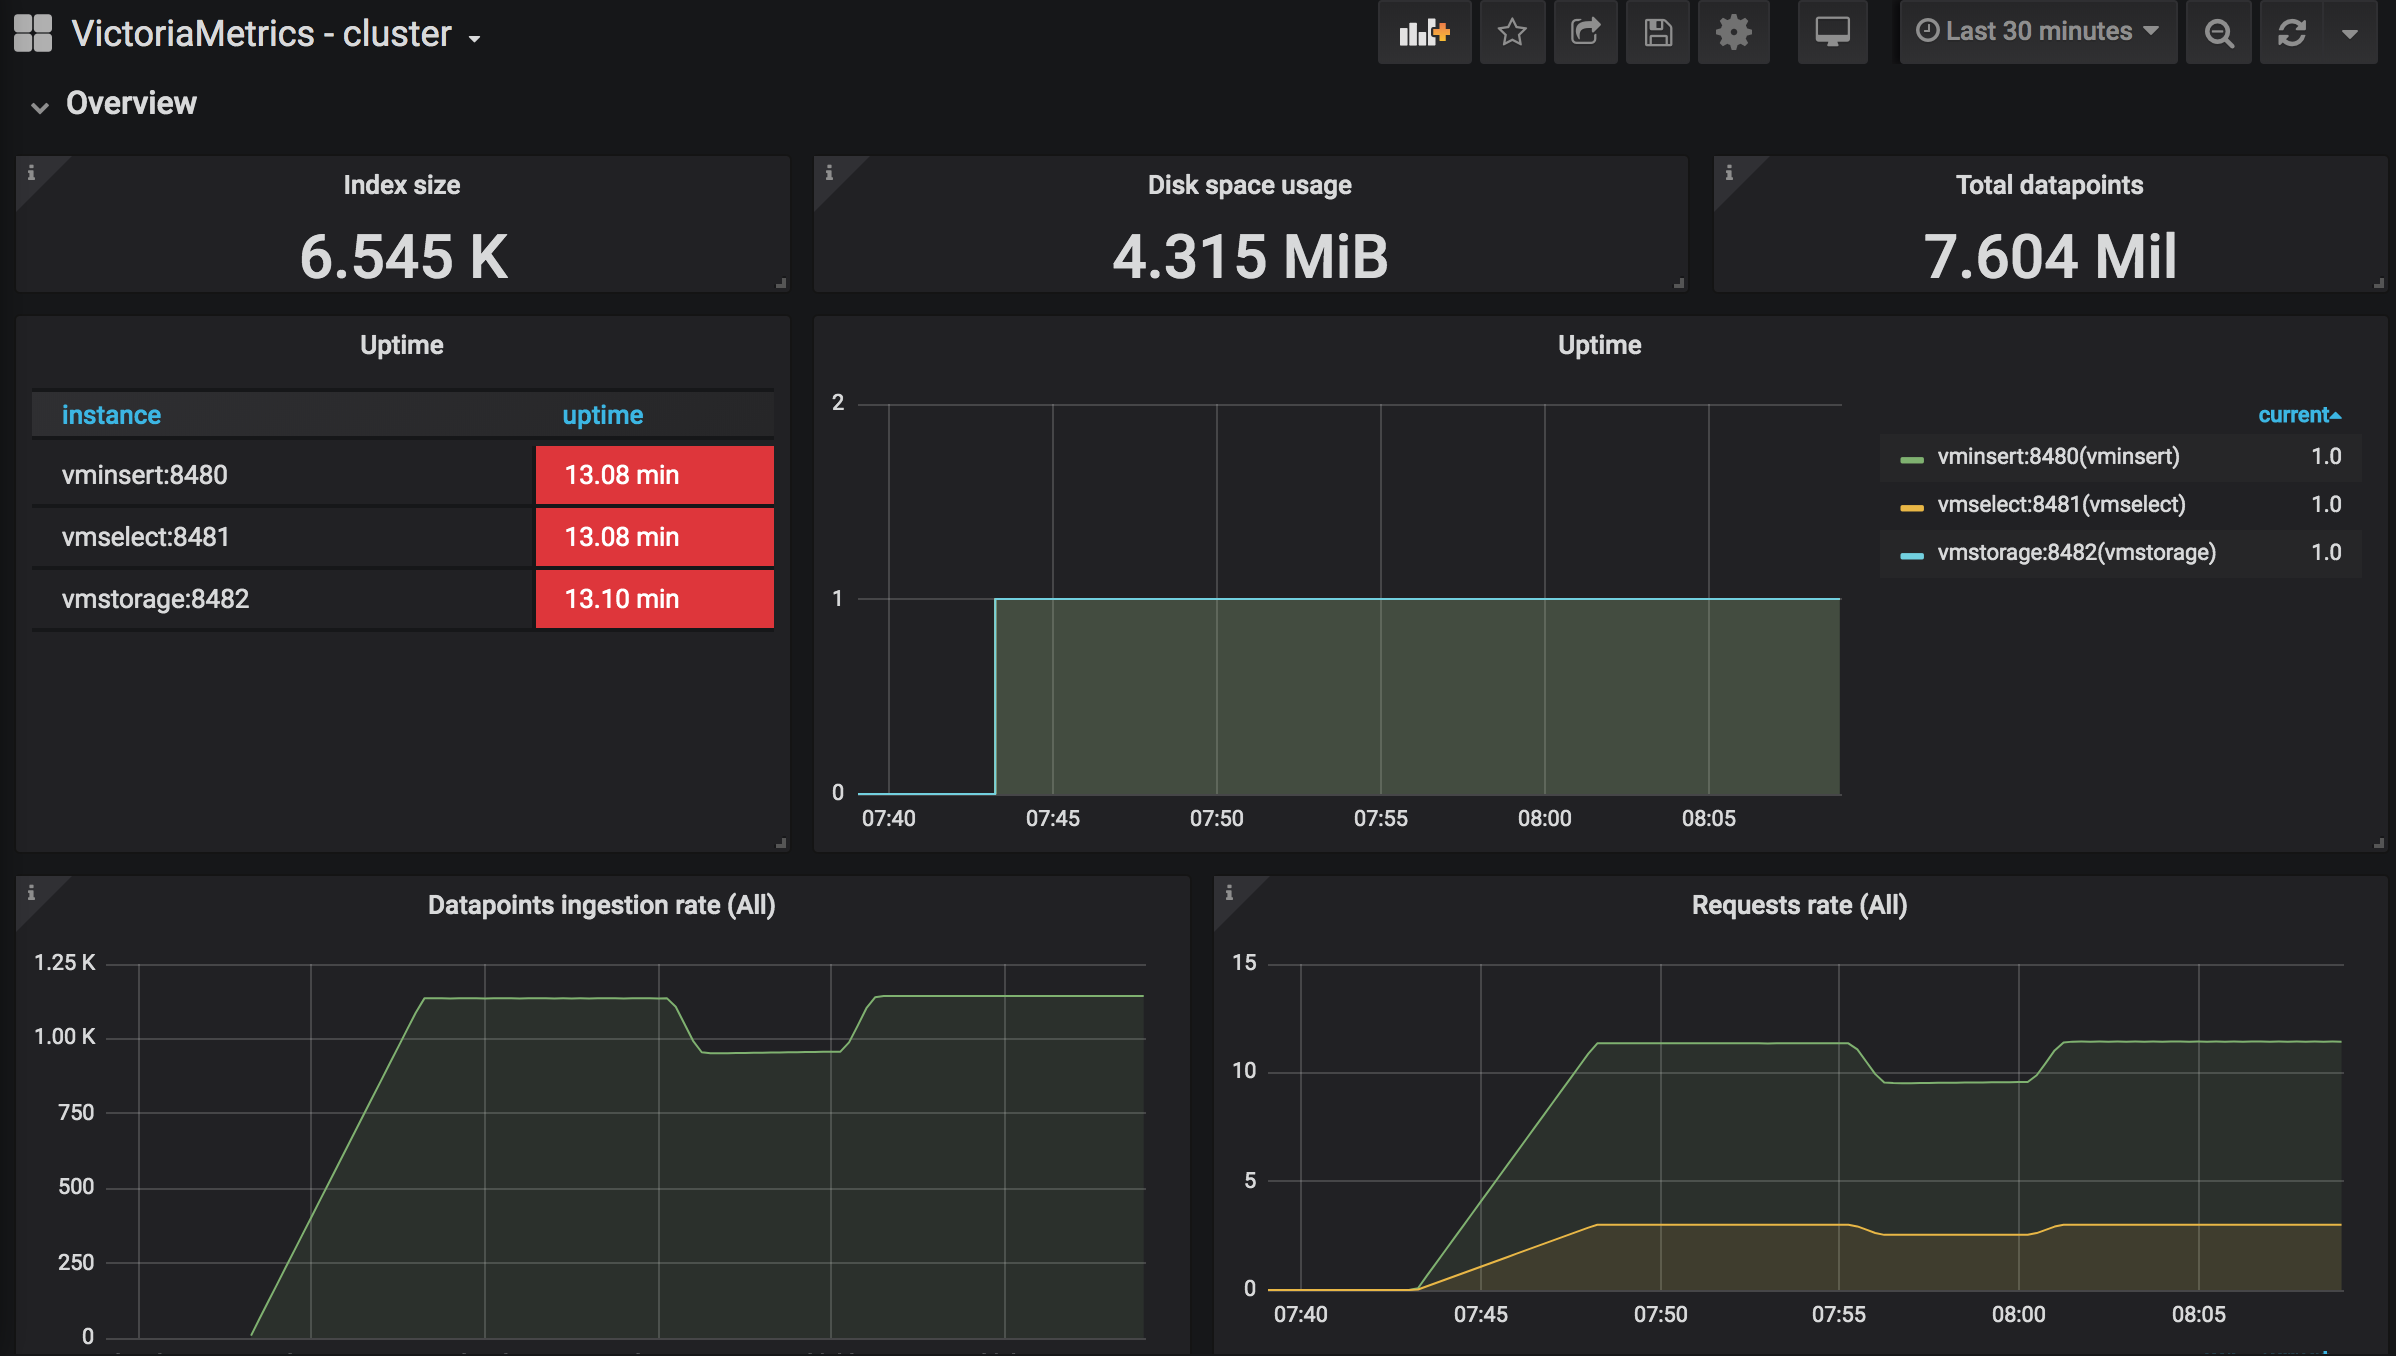 VictoriaMetrics - cluster
Last 30 minutes
Overview
Index size
6.545 K
Disk space usage
4.315 MiB
Total datapoints
7.604 Mil
Uptime
instance uptime
vminsert:8480 13.08 min
vmselect:8481 13.08 min
vmstorage:8482 13.10 min
Uptime
2
1
0
07:40 07:45 07:50 07:55 08:00 08:05
current
vminsert:8480(vminsert) 1.0
vmselect:8481(vmselect) 1.0
vmstorage:8482(vmstorage) 1.0
Datapoints ingestion rate (All)
1.25 K
1.00 K
750
500
250
0
Requests rate (All)
15
10
5
0
07:40 07:45 07:50 07:55 08:00 08:05